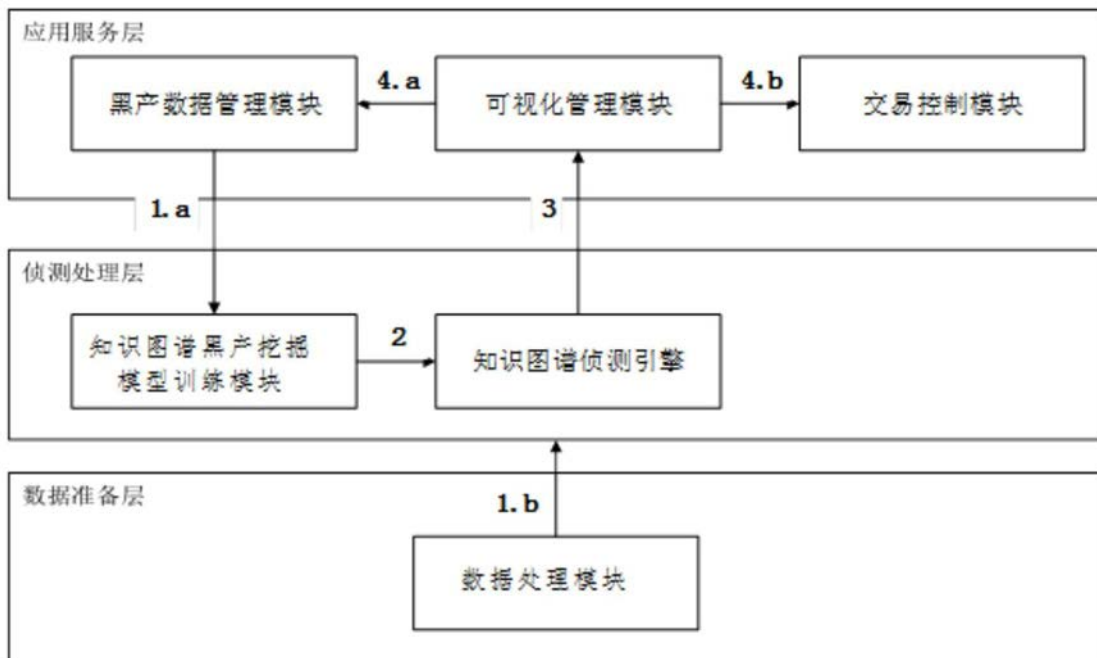 应用服务层
黑产数据管理模块
4.a
可视化管理模块
4.b
交易控制模块
1.a
3
侦测处理层
知识图谱黑产挖掘
模型训练模块
2
知识图谱侦测引擎
数据准备层
1.b
数据处理模块